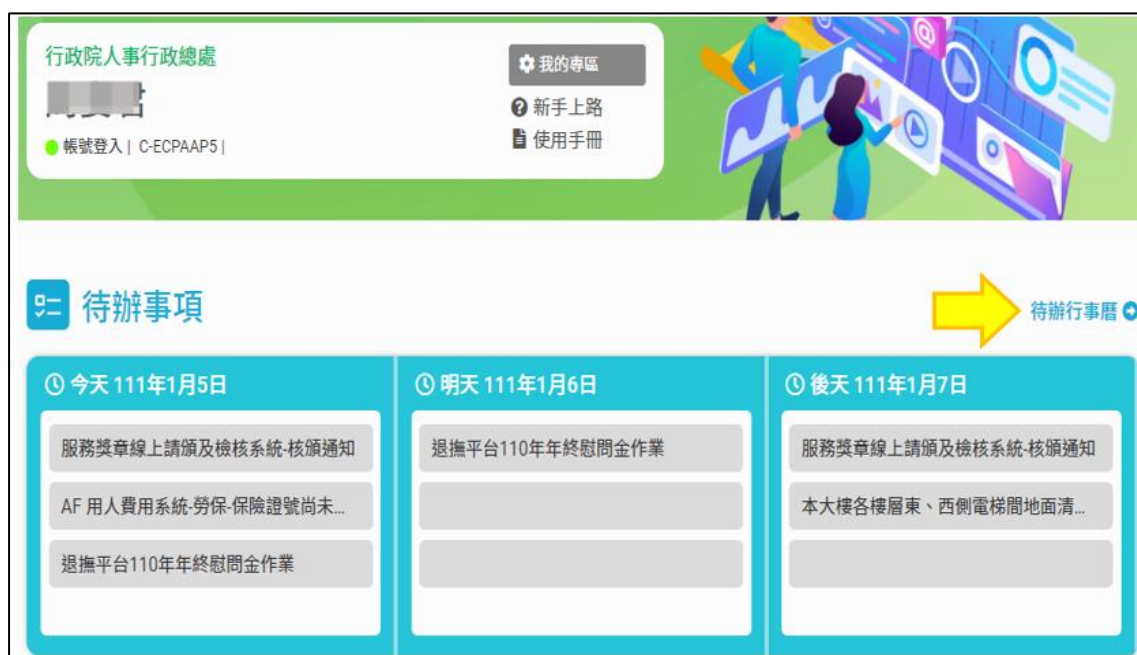 行政院人事行政總處
我的專區
新手上路
帳號登入 | C-ECPAAP5 |
使用手冊
待辦事項
待辦行事曆
今天 111年1月5日
明天 111年1月6日
後天 111年1月7日
服務獎章線上請頒及檢核系統-核頒通知
退撫平台110年年終慰問金作業
服務獎章線上請頒及檢核系統-核頒通知
AF 用人費用系統-勞保-保險證號尚未...
本大樓各樓層東、西側電梯間地面清...
退撫平台110年年終慰問金作業